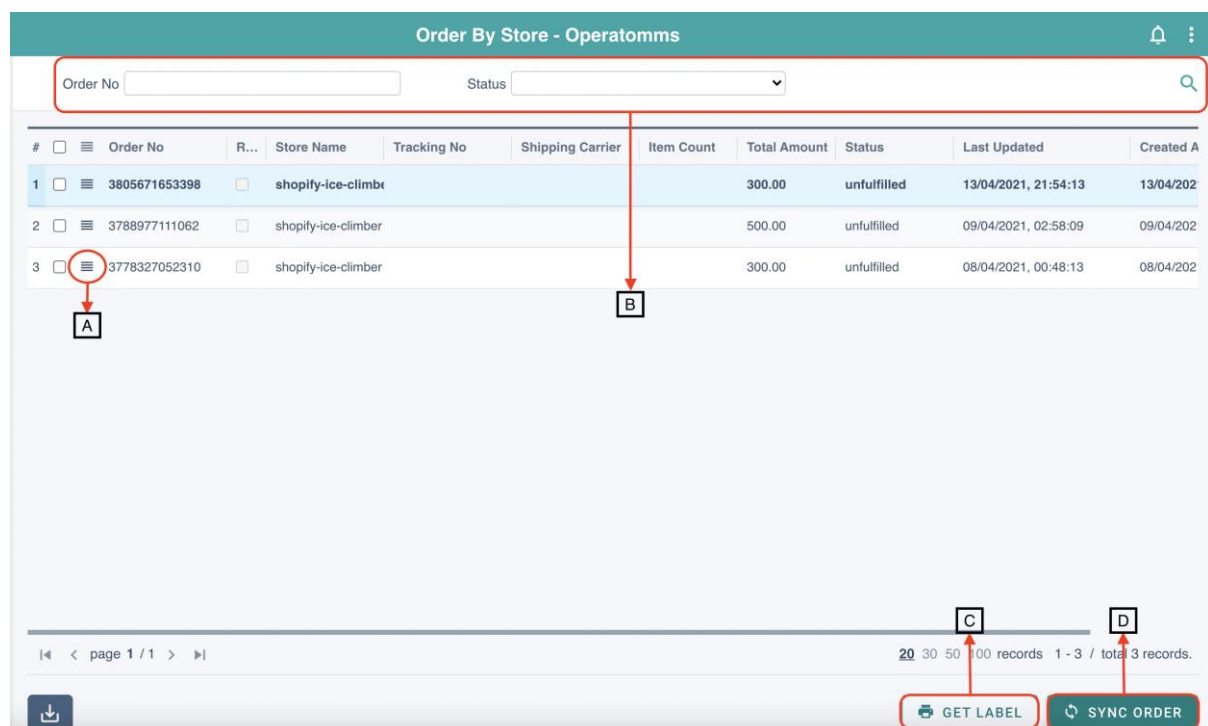 Order By Store - Operatomms
Order No Status
# Order No R... Store Name Tracking No Shipping Carrier Item Count Total Amount Status Last Updated Created A
1 3805671653398 shopify-ice-climbe 300.00 unfulfilled 13/04/2021, 21:54:13 13/04/202
2 3788977111062 shopify-ice-climber 500.00 unfulfilled 09/04/2021, 02:58:09 09/04/202
3 3778327052310 shopify-ice-climber 300.00 unfulfilled 08/04/2021, 00:48:13 08/04/202
B
A
C D
page 1 / 1 20 30 50 100 records 1 - 3 / total 3 records.
GET LABEL SYNC ORDER